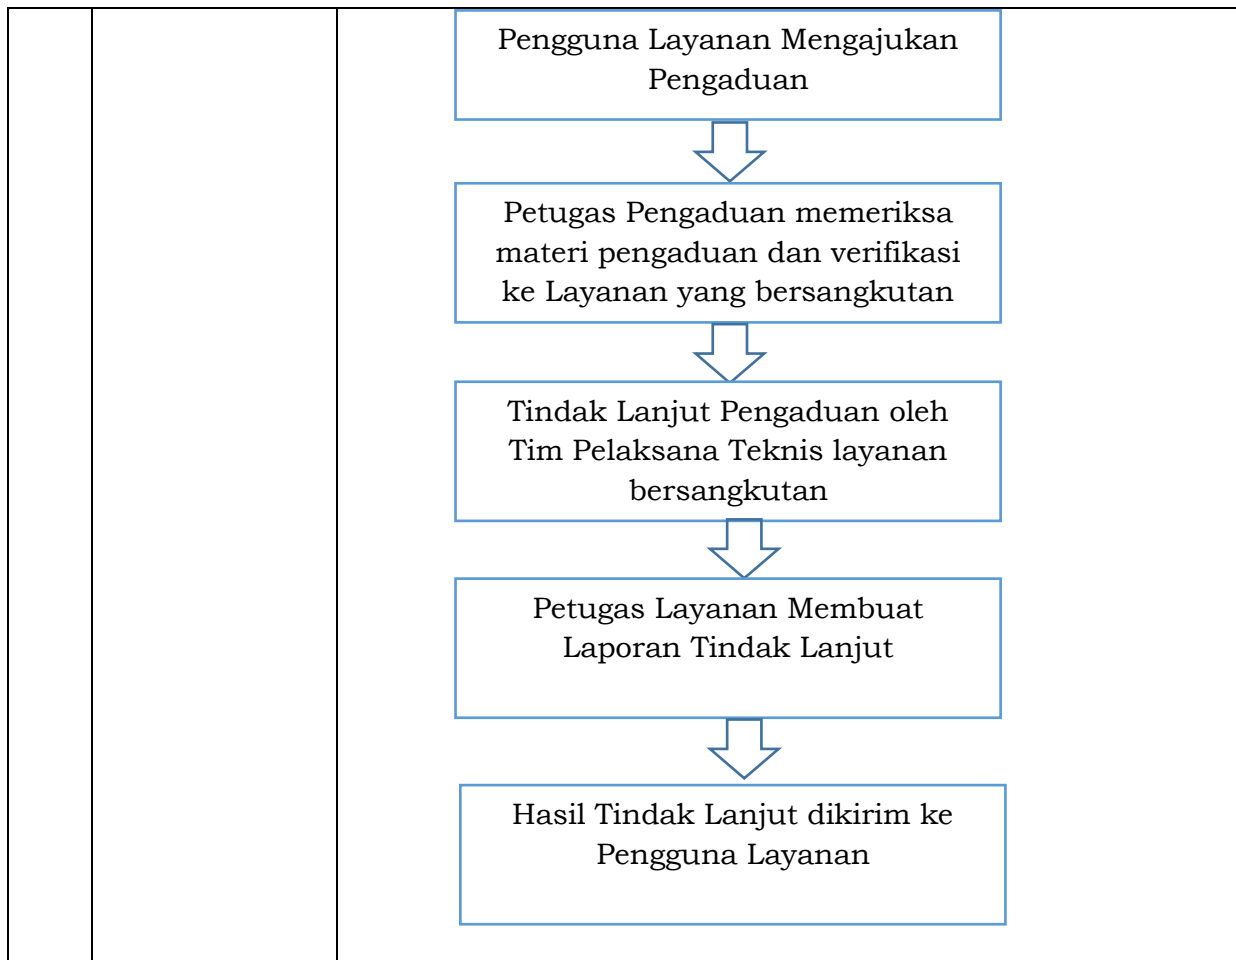 Pengguna Layanan Mengajukan
Pengaduan
Petugas Pengaduan memeriksa
materi pengaduan dan verifikasi
ke Layanan yang bersangkutan
Tindak Lanjut Pengaduan oleh
Tim Pelaksana Teknis layanan
bersangkutan
Petugas Layanan Membuat
Laporan Tindak Lanjut
Hasil Tindak Lanjut dikirim ke
Pengguna Layanan